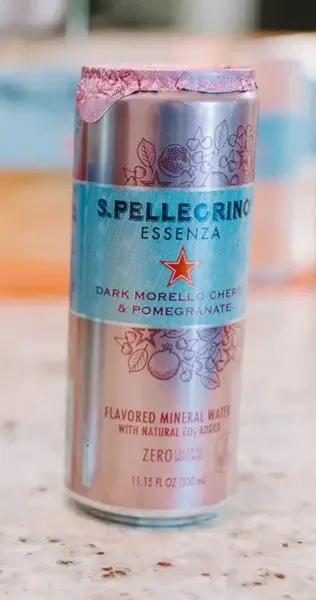 S.PELLEGRINO
ESSENZA
DARK MORELLO CHERRY
& POMEGRANATE
FLAVORED MINERAL WATER
WITH NATURAL CO₂ ADDED
ZERO
11.15 FL OZ (330 mL)